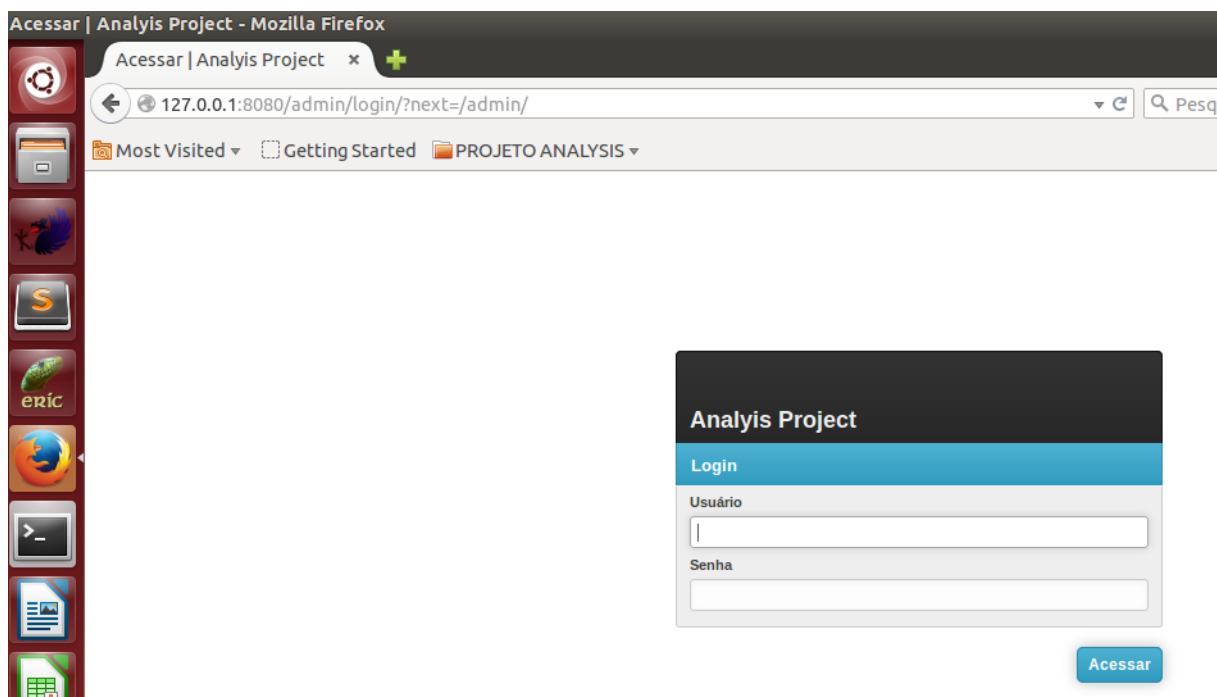 Acessar | Analyis Project - Mozilla Firefox
Acessar | Analyis Project
127.0.0.1:8080/admin/login/?next=/admin/
Pesq
Most Visited
Getting Started
PROJETO ANALYSIS
S
eric
>_
Analyis Project
Login
Usuário
Senha
Acessar